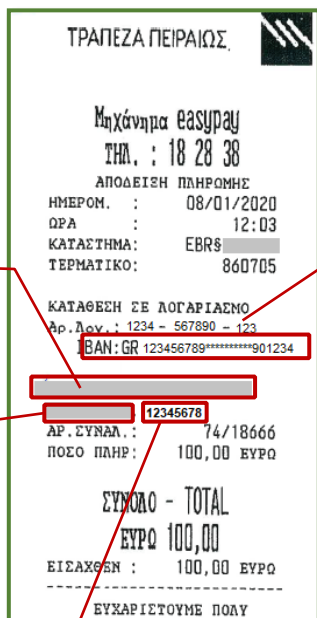 ΤΡΑΠΕΖΑ ΠΕΙΡΑΙΩΣ
Μηχάνημα easypay
ΤΗΛ. : 18 28 38
ΑΠΟΔΕΙΞΗ ΠΛΗΡΩΜΗΣ
ΗΜΕΡΟΜ. : 08/01/2020
ΩΡΑ : 12:03
ΚΑΤΑΣΤΗΜΑ: EBR§
ΤΕΡΜΑΤΙΚΟ: 860705
ΚΑΤΑΘΕΣΗ ΣΕ ΛΟΓΑΡΙΑΣΜΟ
Αρ.Λογ.: 1234 - 567890 - 123
IBAN:GR 123456789**********901234
12345678
ΑΡ.ΣΥΝΑΛ.: 74/18666
ΠΟΣΟ ΠΛΗΡ: 100,00 ΕΥΡΩ
ΣΥΝΟΛΟ - TOTAL
ΕΥΡΩ 100,00
ΕΙΣΑΧΘΕΝ : 100,00 ΕΥΡΩ
ΕΥΧΑΡΙΣΤΟΥΜΕ ΠΟΛΥ